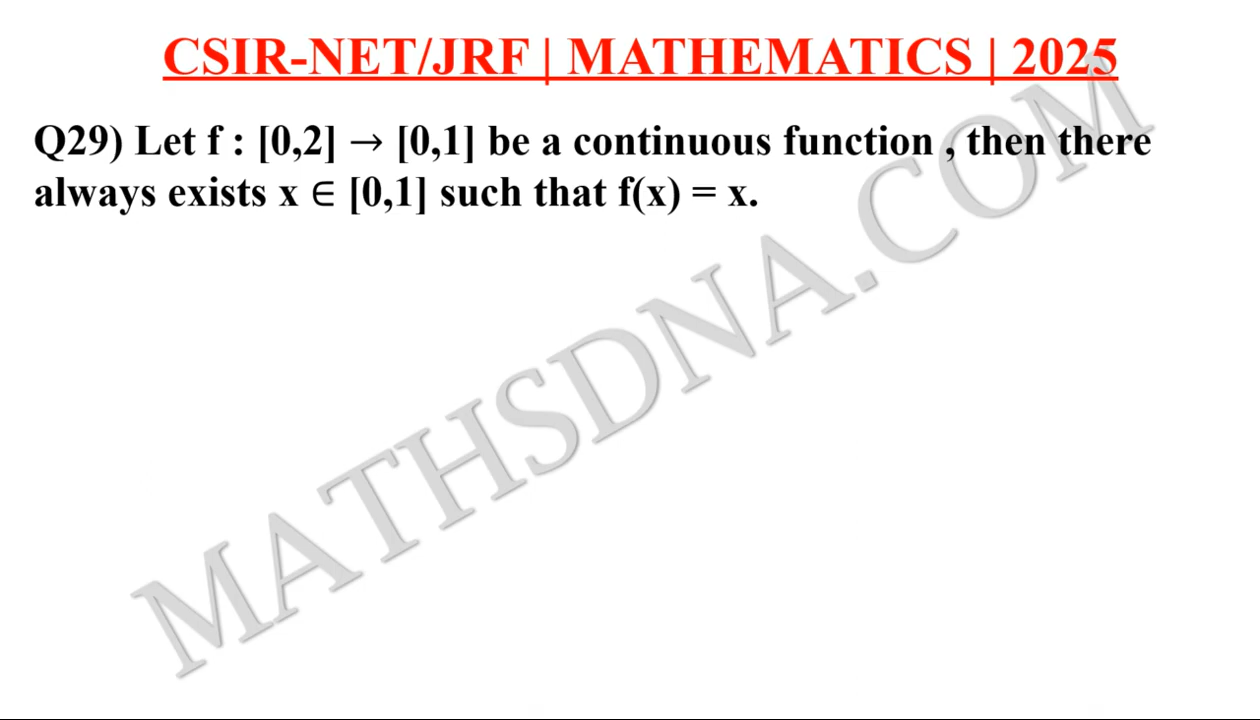 CSIR-NET/JRF | MATHEMATICS | 2025
Q29) Let f : [0,2] → [0,1] be a continuous function , then there
always exists x ∈ [0,1] such that f(x) = x.
MATHSDNA.COM